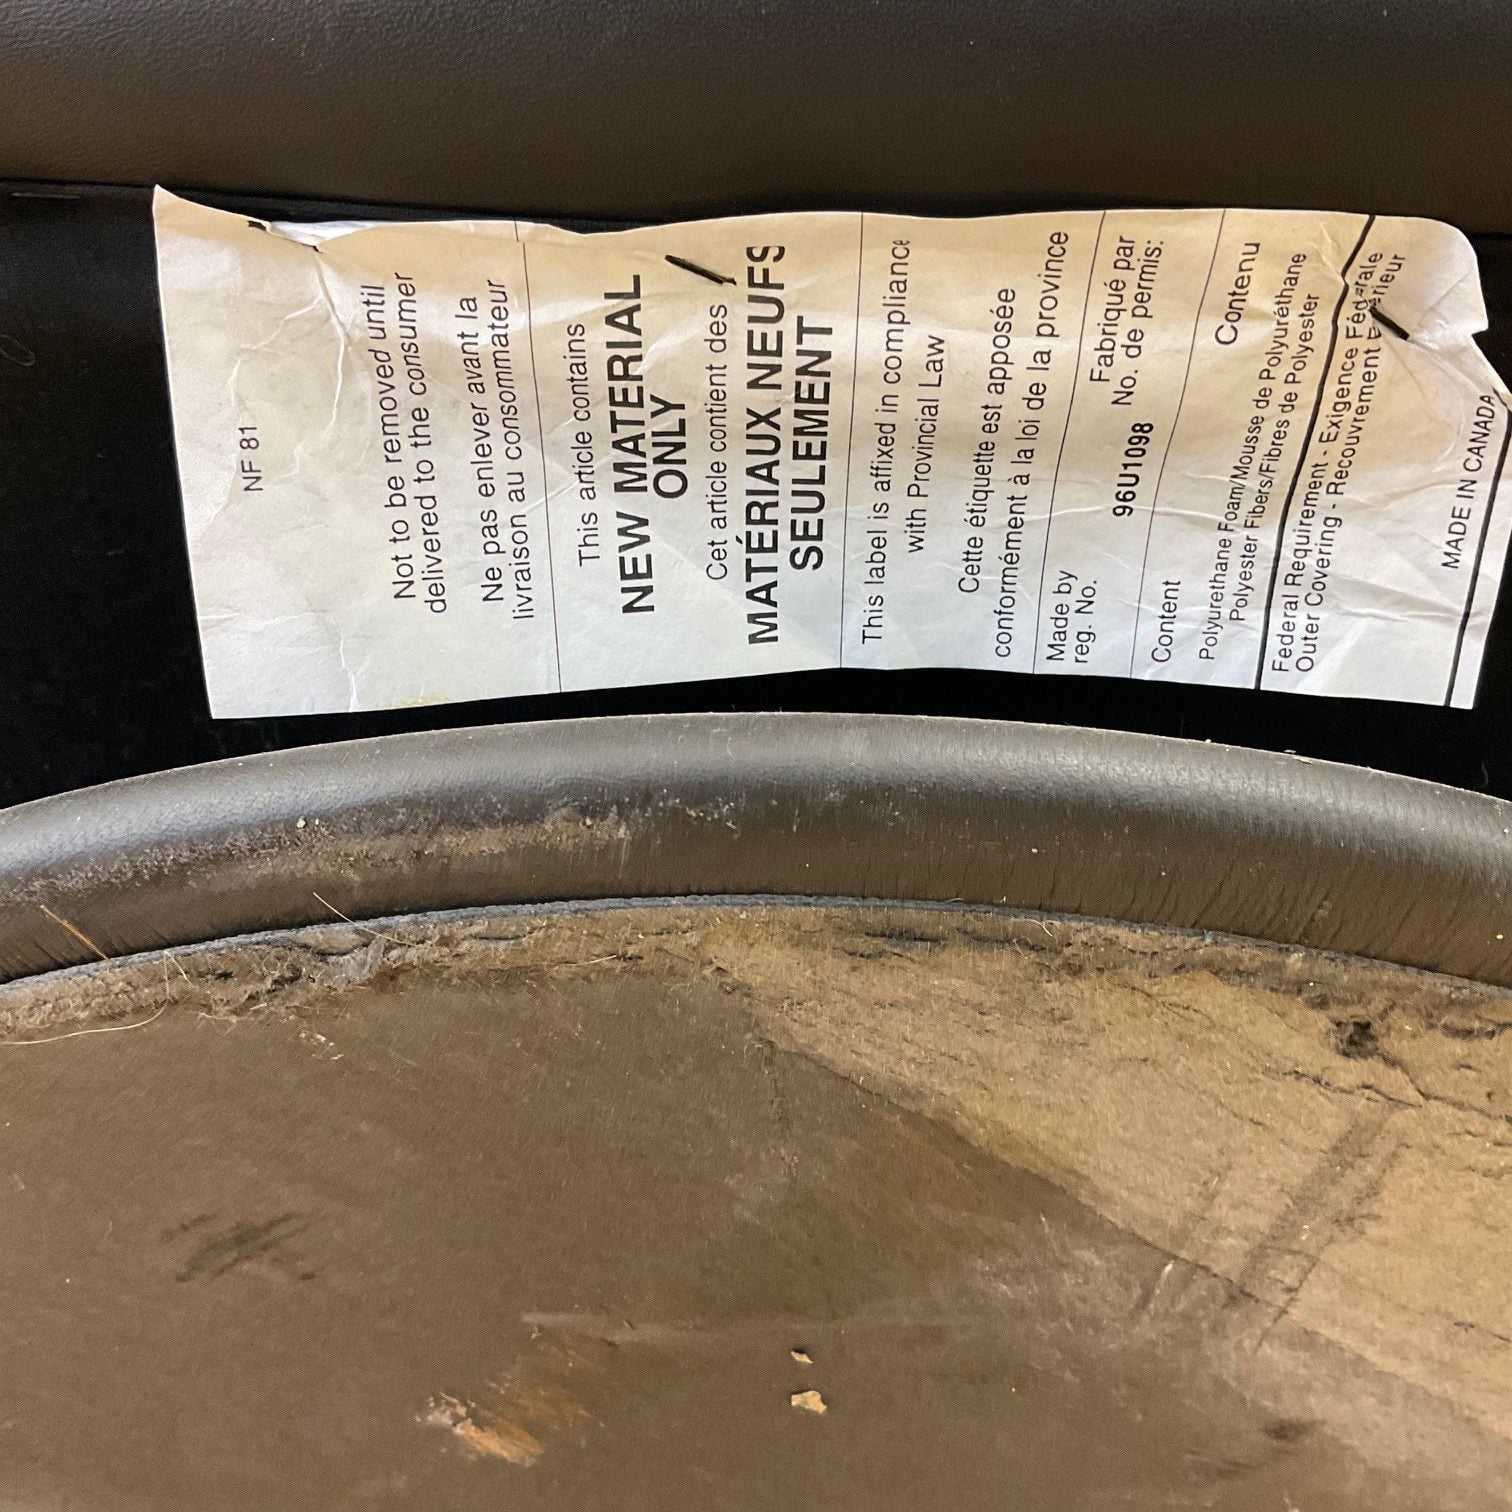 NF 81
Not to be removed until
delivered to the consumer
Ne pas enlever avant la
livraison au consommateur
This article contains
NEW MATERIAL
ONLY
Cet article contient des
MATÉRIAUX NEUFS
SEULEMENT
This label is affixed in compliance
with Provincial Law
Cette étiquette est apposée
conformément à la loi de la province
Made by Fabriqué par
reg. No. 96U1098 No. de permis:
Content Contenu
Polyurethane Foam/Mousse de Polyuréthane
Polyester Fibers/Fibres de Polyester
Federal Requirement - Exigence Fédérale
Outer Covering - Recouvrement Extérieur
MADE IN CANADA